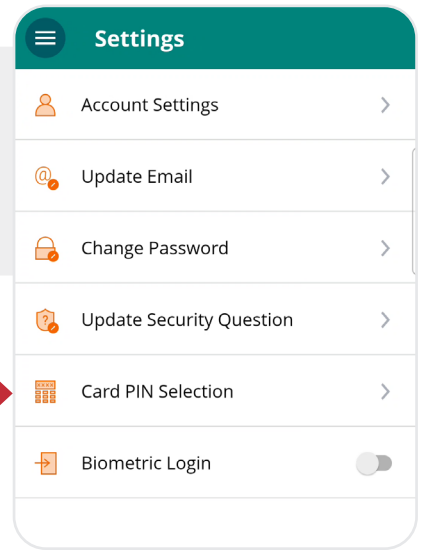 Settings
Account Settings
Update Email
Change Password
Update Security Question
Card PIN Selection
Biometric Login